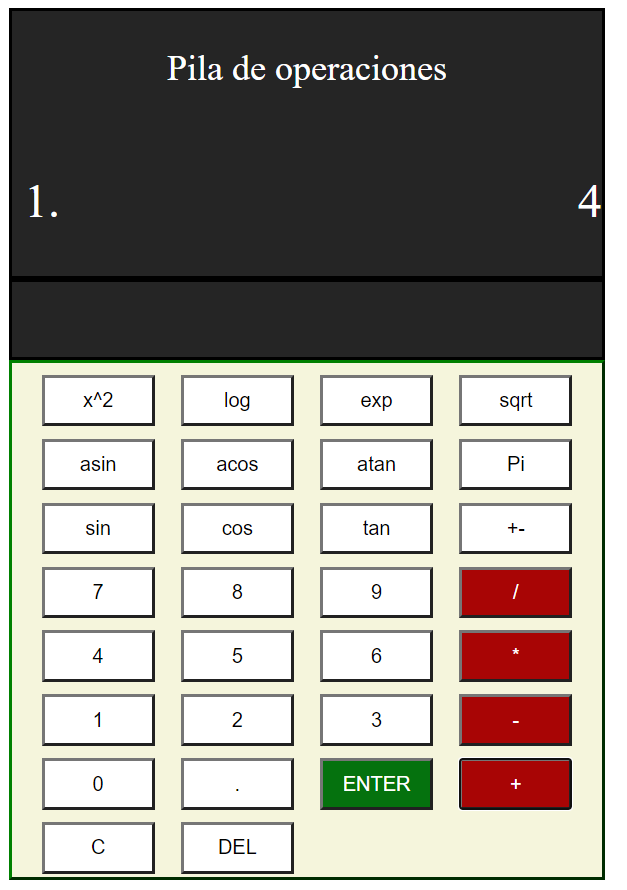 Pila de operaciones
1. 4
x^2 log exp sqrt
asin acos atan Pi
sin cos tan +-
7 8 9 /
4 5 6 *
1 2 3 -
0 . ENTER +
C DEL